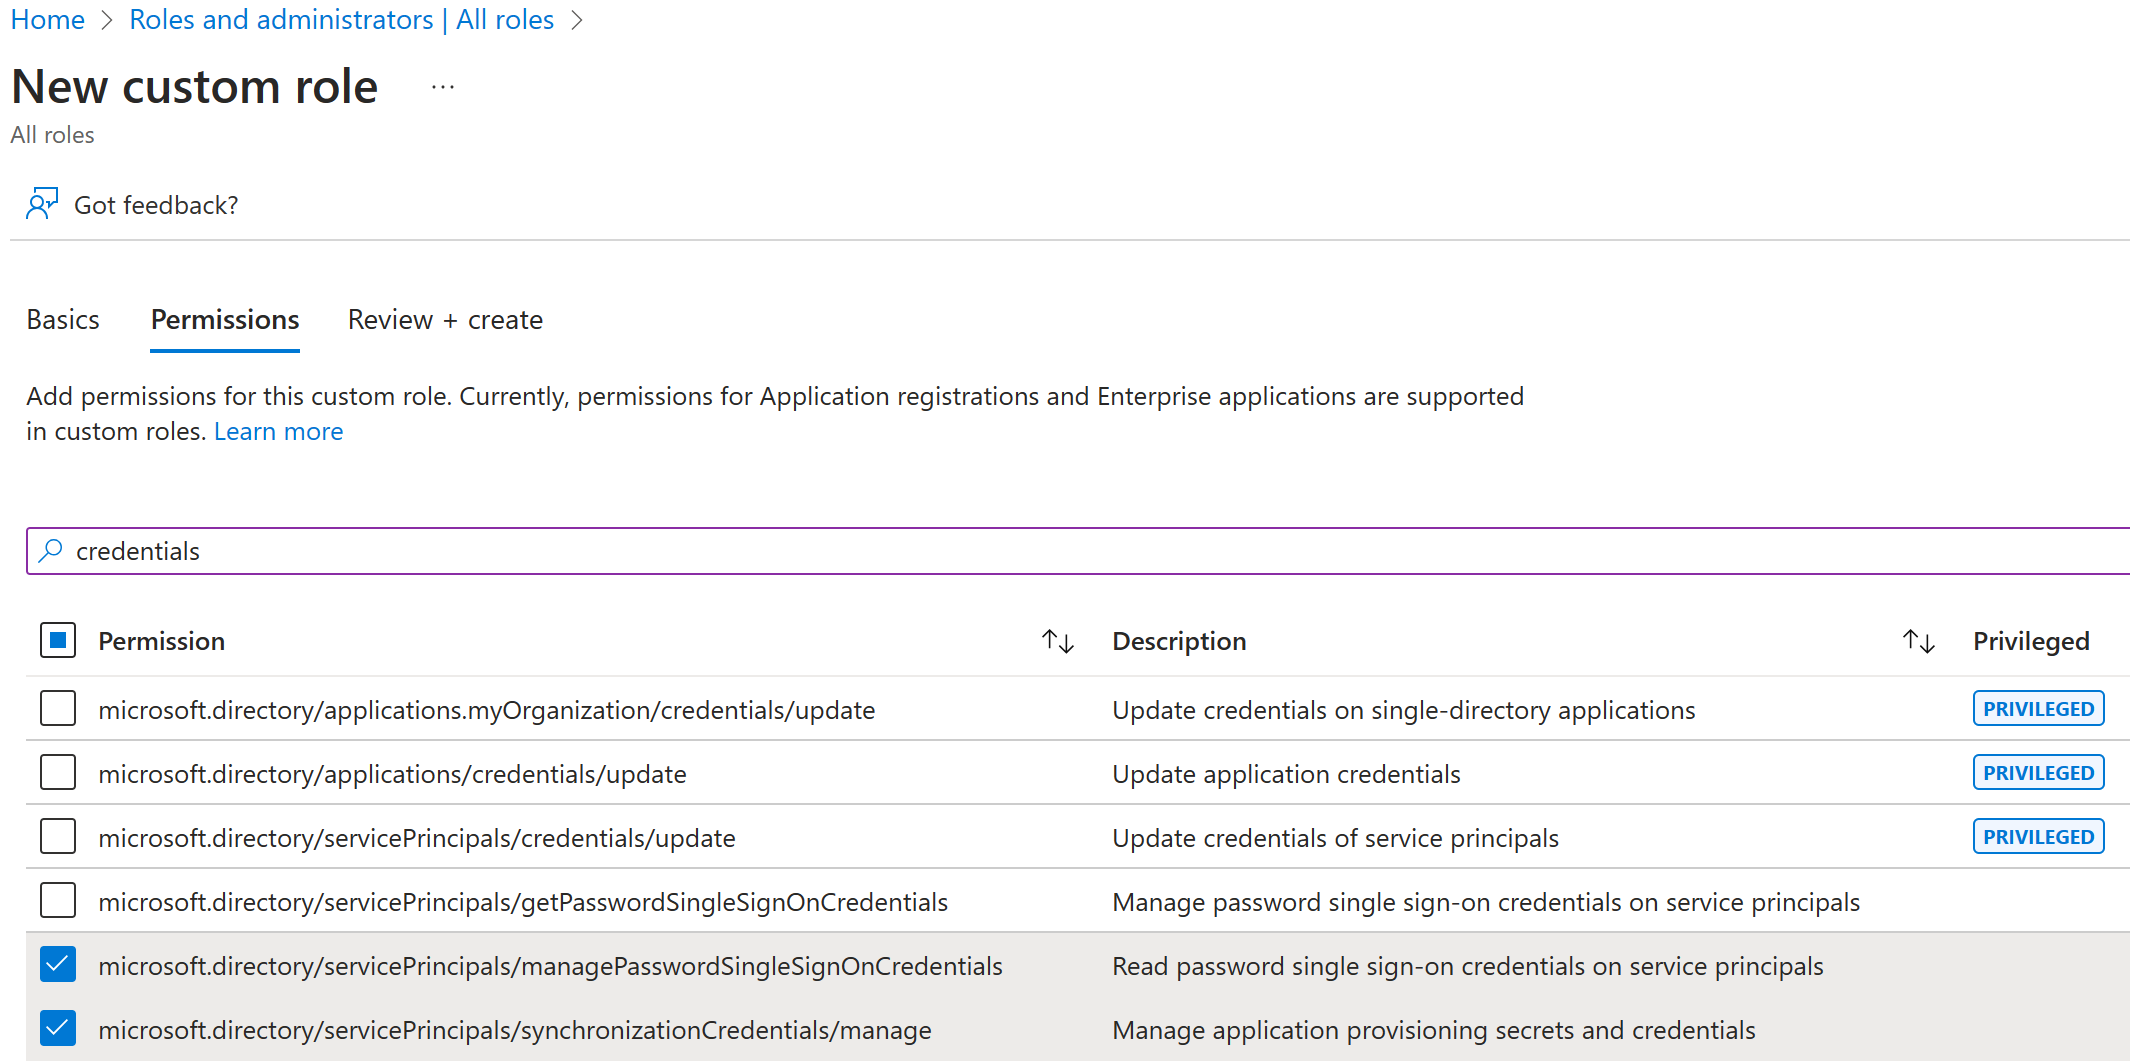 Home > Roles and administrators | All roles >
New custom role ...
All roles
Got feedback?
Basics Permissions Review + create
Add permissions for this custom role. Currently, permissions for Application registrations and Enterprise applications are supported
in custom roles. Learn more
credentials
Permission ↑↓ Description ↑↓ Privileged
microsoft.directory/applications.myOrganization/credentials/update Update credentials on single-directory applications PRIVILEGED
microsoft.directory/applications/credentials/update Update application credentials PRIVILEGED
microsoft.directory/servicePrincipals/credentials/update Update credentials of service principals PRIVILEGED
microsoft.directory/servicePrincipals/getPasswordSingleSignOnCredentials Manage password single sign-on credentials on service principals
microsoft.directory/servicePrincipals/managePasswordSingleSignOnCredentials Read password single sign-on credentials on service principals
microsoft.directory/servicePrincipals/synchronizationCredentials/manage Manage application provisioning secrets and credentials